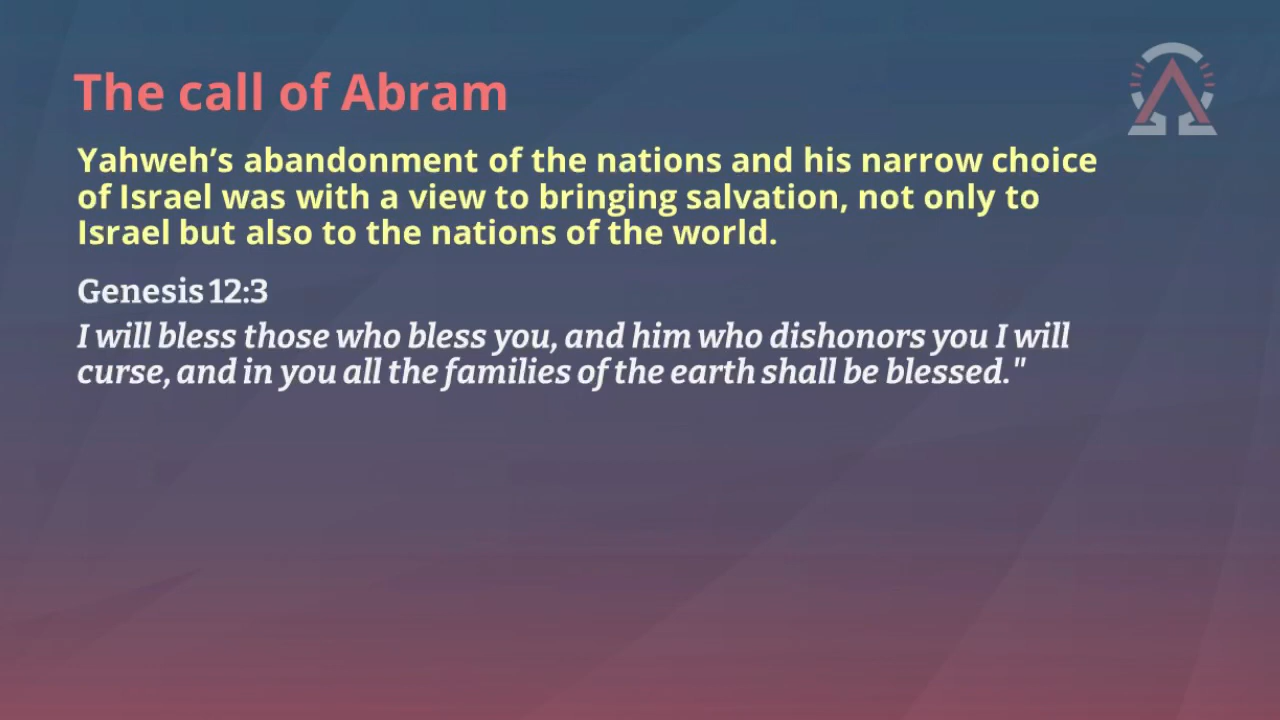 The call of Abram
Yahweh’s abandonment of the nations and his narrow choice
of Israel was with a view to bringing salvation, not only to
Israel but also to the nations of the world.
Genesis 12:3
I will bless those who bless you, and him who dishonors you I will
curse, and in you all the families of the earth shall be blessed."